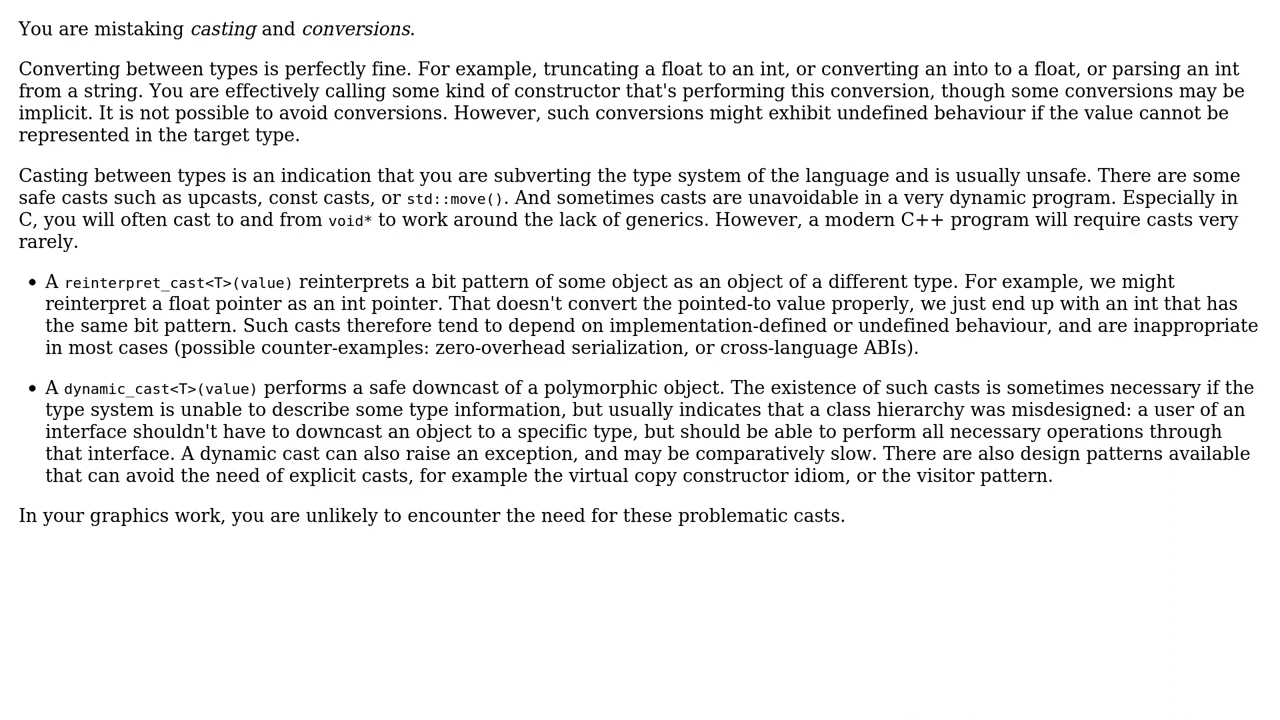 You are mistaking casting and conversions.
Converting between types is perfectly fine. For example, truncating a float to an int, or converting an into to a float, or parsing an int
from a string. You are effectively calling some kind of constructor that's performing this conversion, though some conversions may be
implicit. It is not possible to avoid conversions. However, such conversions might exhibit undefined behaviour if the value cannot be
represented in the target type.
Casting between types is an indication that you are subverting the type system of the language and is usually unsafe. There are some
safe casts such as upcasts, const casts, or std::move(). And sometimes casts are unavoidable in a very dynamic program. Especially in
C, you will often cast to and from void* to work around the lack of generics. However, a modern C++ program will require casts very
rarely.
• A reinterpret_cast<T>(value) reinterprets a bit pattern of some object as an object of a different type. For example, we might
reinterpret a float pointer as an int pointer. That doesn't convert the pointed-to value properly, we just end up with an int that has
the same bit pattern. Such casts therefore tend to depend on implementation-defined or undefined behaviour, and are inappropriate
in most cases (possible counter-examples: zero-overhead serialization, or cross-language ABIs).
• A dynamic_cast<T>(value) performs a safe downcast of a polymorphic object. The existence of such casts is sometimes necessary if the
type system is unable to describe some type information, but usually indicates that a class hierarchy was misdesigned: a user of an
interface shouldn't have to downcast an object to a specific type, but should be able to perform all necessary operations through
that interface. A dynamic cast can also raise an exception, and may be comparatively slow. There are also design patterns available
that can avoid the need of explicit casts, for example the virtual copy constructor idiom, or the visitor pattern.
In your graphics work, you are unlikely to encounter the need for these problematic casts.